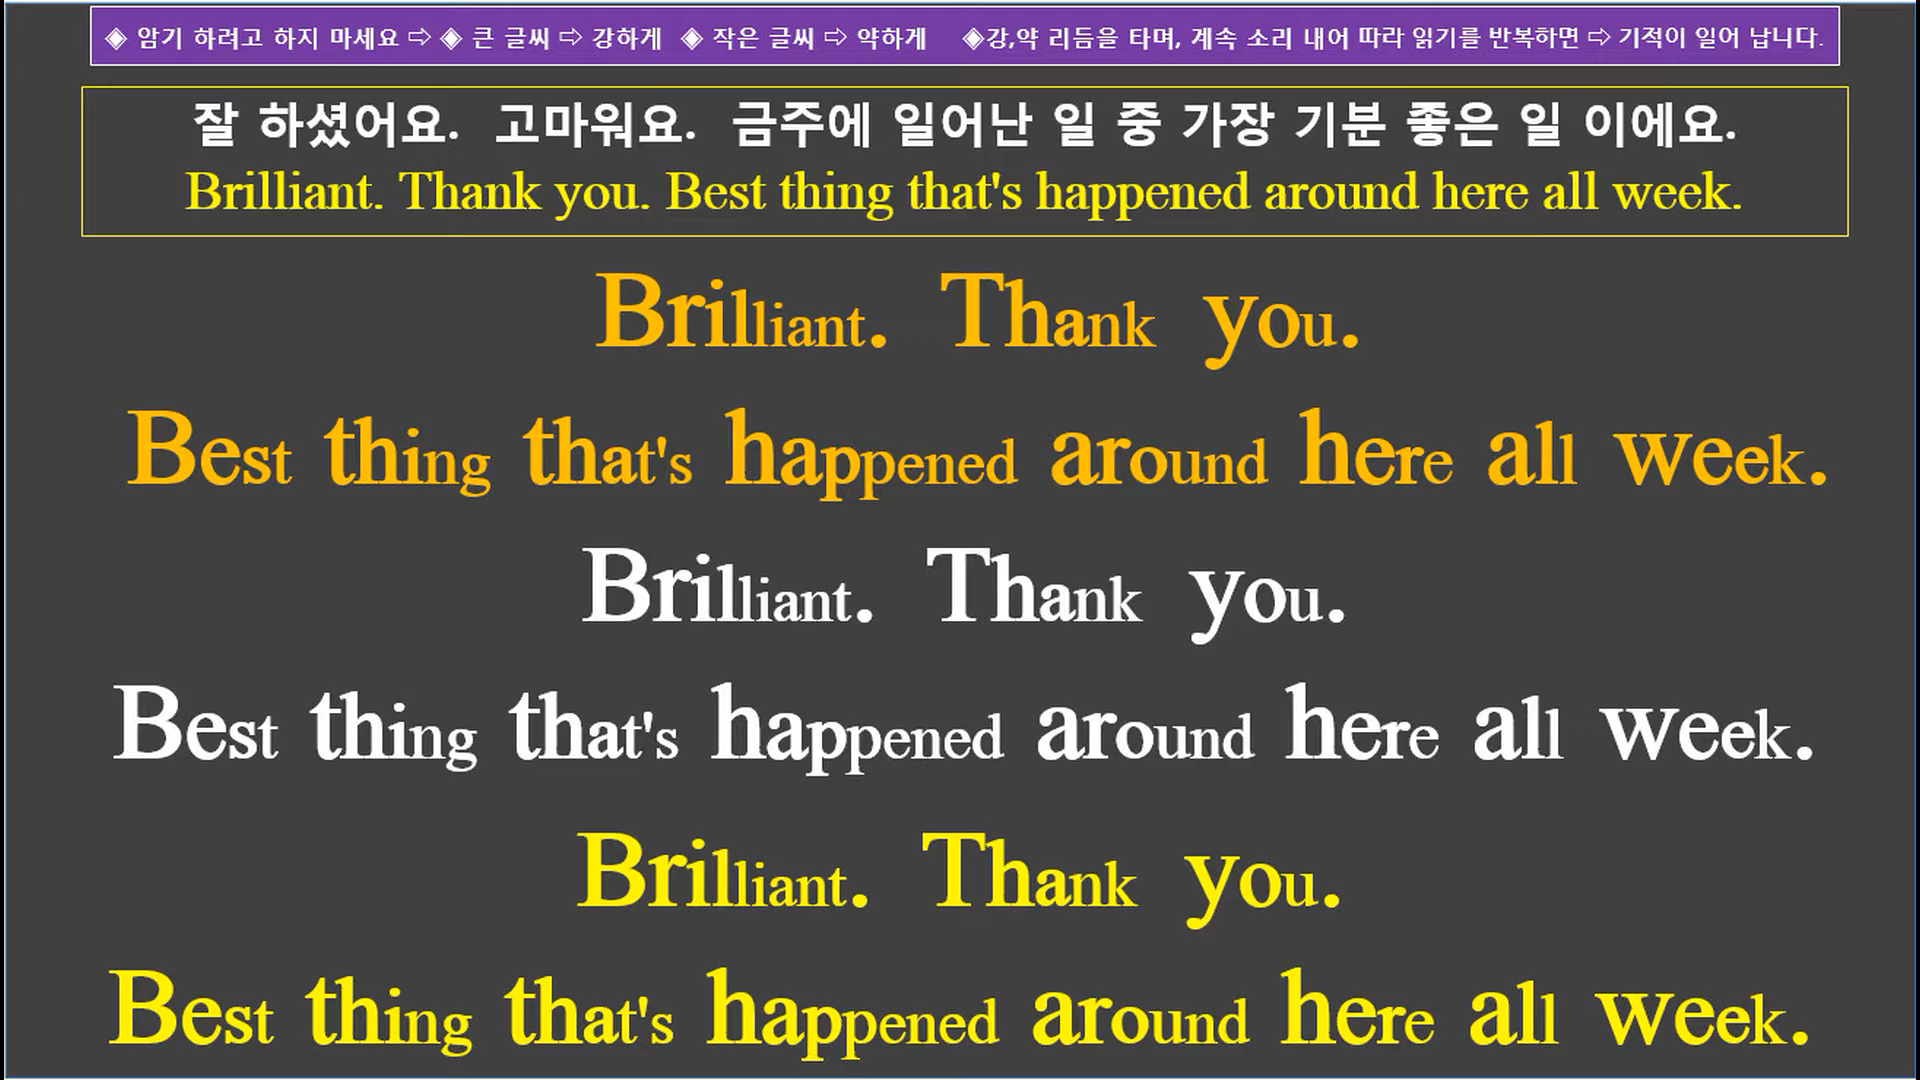 ◈ 암기 하려고 하지 마세요 ⇨ ◈ 큰 글씨 ⇨ 강하게 ◈ 작은 글씨 ⇨ 약하게 ◈강,약 리듬을 타며, 계속 소리 내어 따라 읽기를 반복하면 ⇨ 기적이 일어 납니다.
잘 하셨어요. 고마워요. 금주에 일어난 일 중 가장 기분 좋은 일 이에요.
Brilliant. Thank you. Best thing that's happened around here all week.
Brilliant. Thank you.
Best thing that's happened around here all week.
Brilliant. Thank you.
Best thing that's happened around here all week.
Brilliant. Thank you.
Best thing that's happened around here all week.